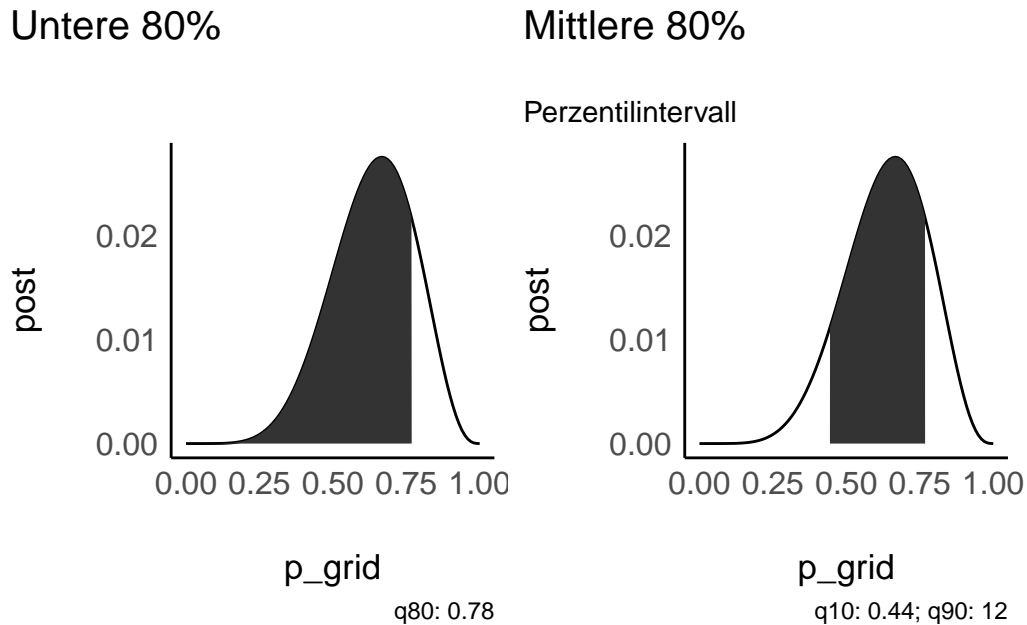 Untere 80%
post
0.02
0.01
0.00
0.00 0.25 0.50 0.75 1.00
p_grid
q80: 0.78
Mittlere 80%
Perzentilintervall
post
0.02
0.01
0.00
0.00 0.25 0.50 0.75 1.00
p_grid
q10: 0.44; q90: 12